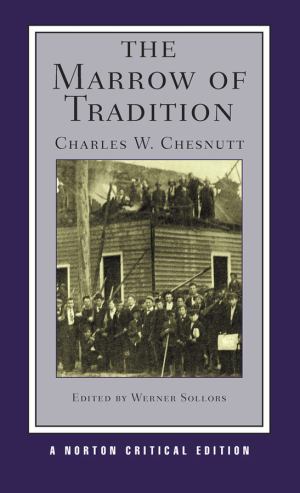 THE
MARROW OF
TRADITION
CHARLES W. CHESNUTT
EDITED BY WERNER SOLLORS
A NORTON CRITICAL EDITION